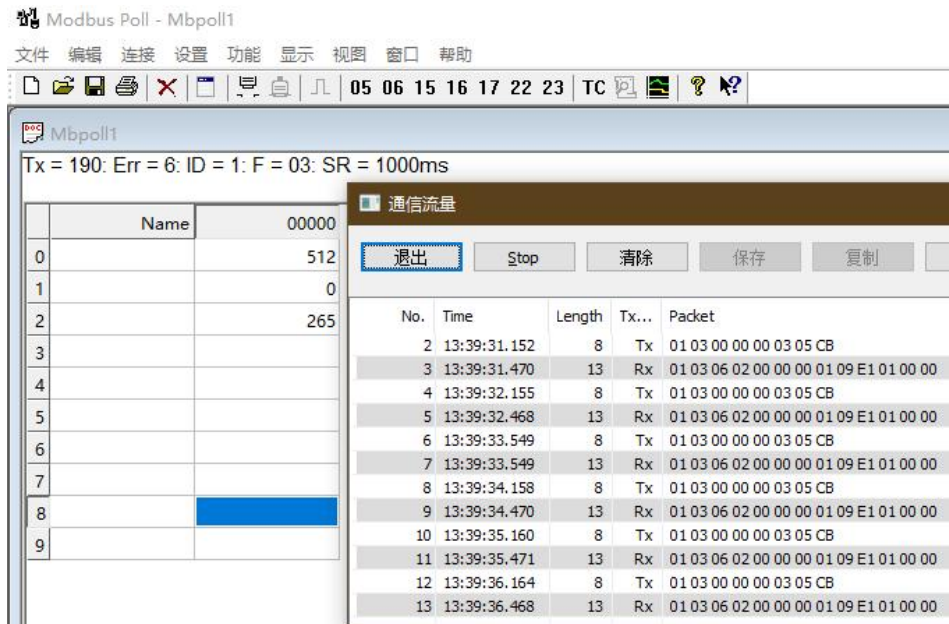 Modbus Poll - Mbpoll1
文件 编辑 连接 设置 功能 显示 视图 窗口 帮助
05 06 15 16 17 22 23 TC
Mbpoll1
Tx = 190: Err = 6: ID = 1: F = 03: SR = 1000ms
Name 00000
0 512
1 0
2 265
3
4
5
6
7
8
9
通信流量
退出 Stop 清除 保存 复制
No. Time Length Tx... Packet
2 13:39:31.152 8 Tx 01 03 00 00 00 03 05 CB
3 13:39:31.470 13 Rx 01 03 06 02 00 00 00 01 09 E1 01 00 00
4 13:39:32.155 8 Tx 01 03 00 00 00 03 05 CB
5 13:39:32.468 13 Rx 01 03 06 02 00 00 00 01 09 E1 01 00 00
6 13:39:33.549 8 Tx 01 03 00 00 00 03 05 CB
7 13:39:33.549 13 Rx 01 03 06 02 00 00 00 01 09 E1 01 00 00
8 13:39:34.158 8 Tx 01 03 00 00 00 03 05 CB
9 13:39:34.470 13 Rx 01 03 06 02 00 00 00 01 09 E1 01 00 00
10 13:39:35.160 8 Tx 01 03 00 00 00 03 05 CB
11 13:39:35.471 13 Rx 01 03 06 02 00 00 00 01 09 E1 01 00 00
12 13:39:36.164 8 Tx 01 03 00 00 00 03 05 CB
13 13:39:36.468 13 Rx 01 03 06 02 00 00 00 01 09 E1 01 00 00